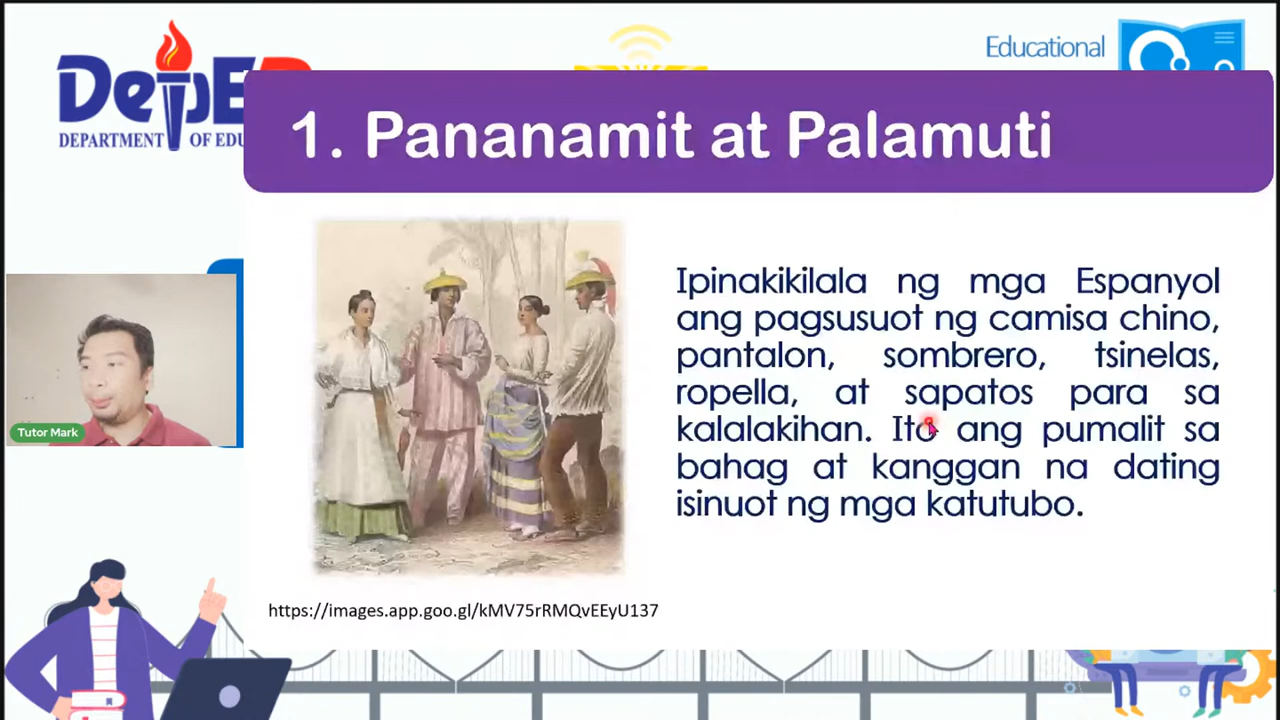 DepED
DEPARTMENT OF EDU
Educational
1. Pananamit at Palamuti
Ipinakikilala ng mga Espanyol
ang pagsusuot ng camisa chino,
pantalon, sombrero, tsinelas,
ropella, at sapatos para sa
kalalakihan. Ito ang pumalit sa
bahag at kanggan na dating
isinuot ng mga katutubo.
Tutor Mark
https://images.app.goo.gl/kMV75rRMQvEEyU137